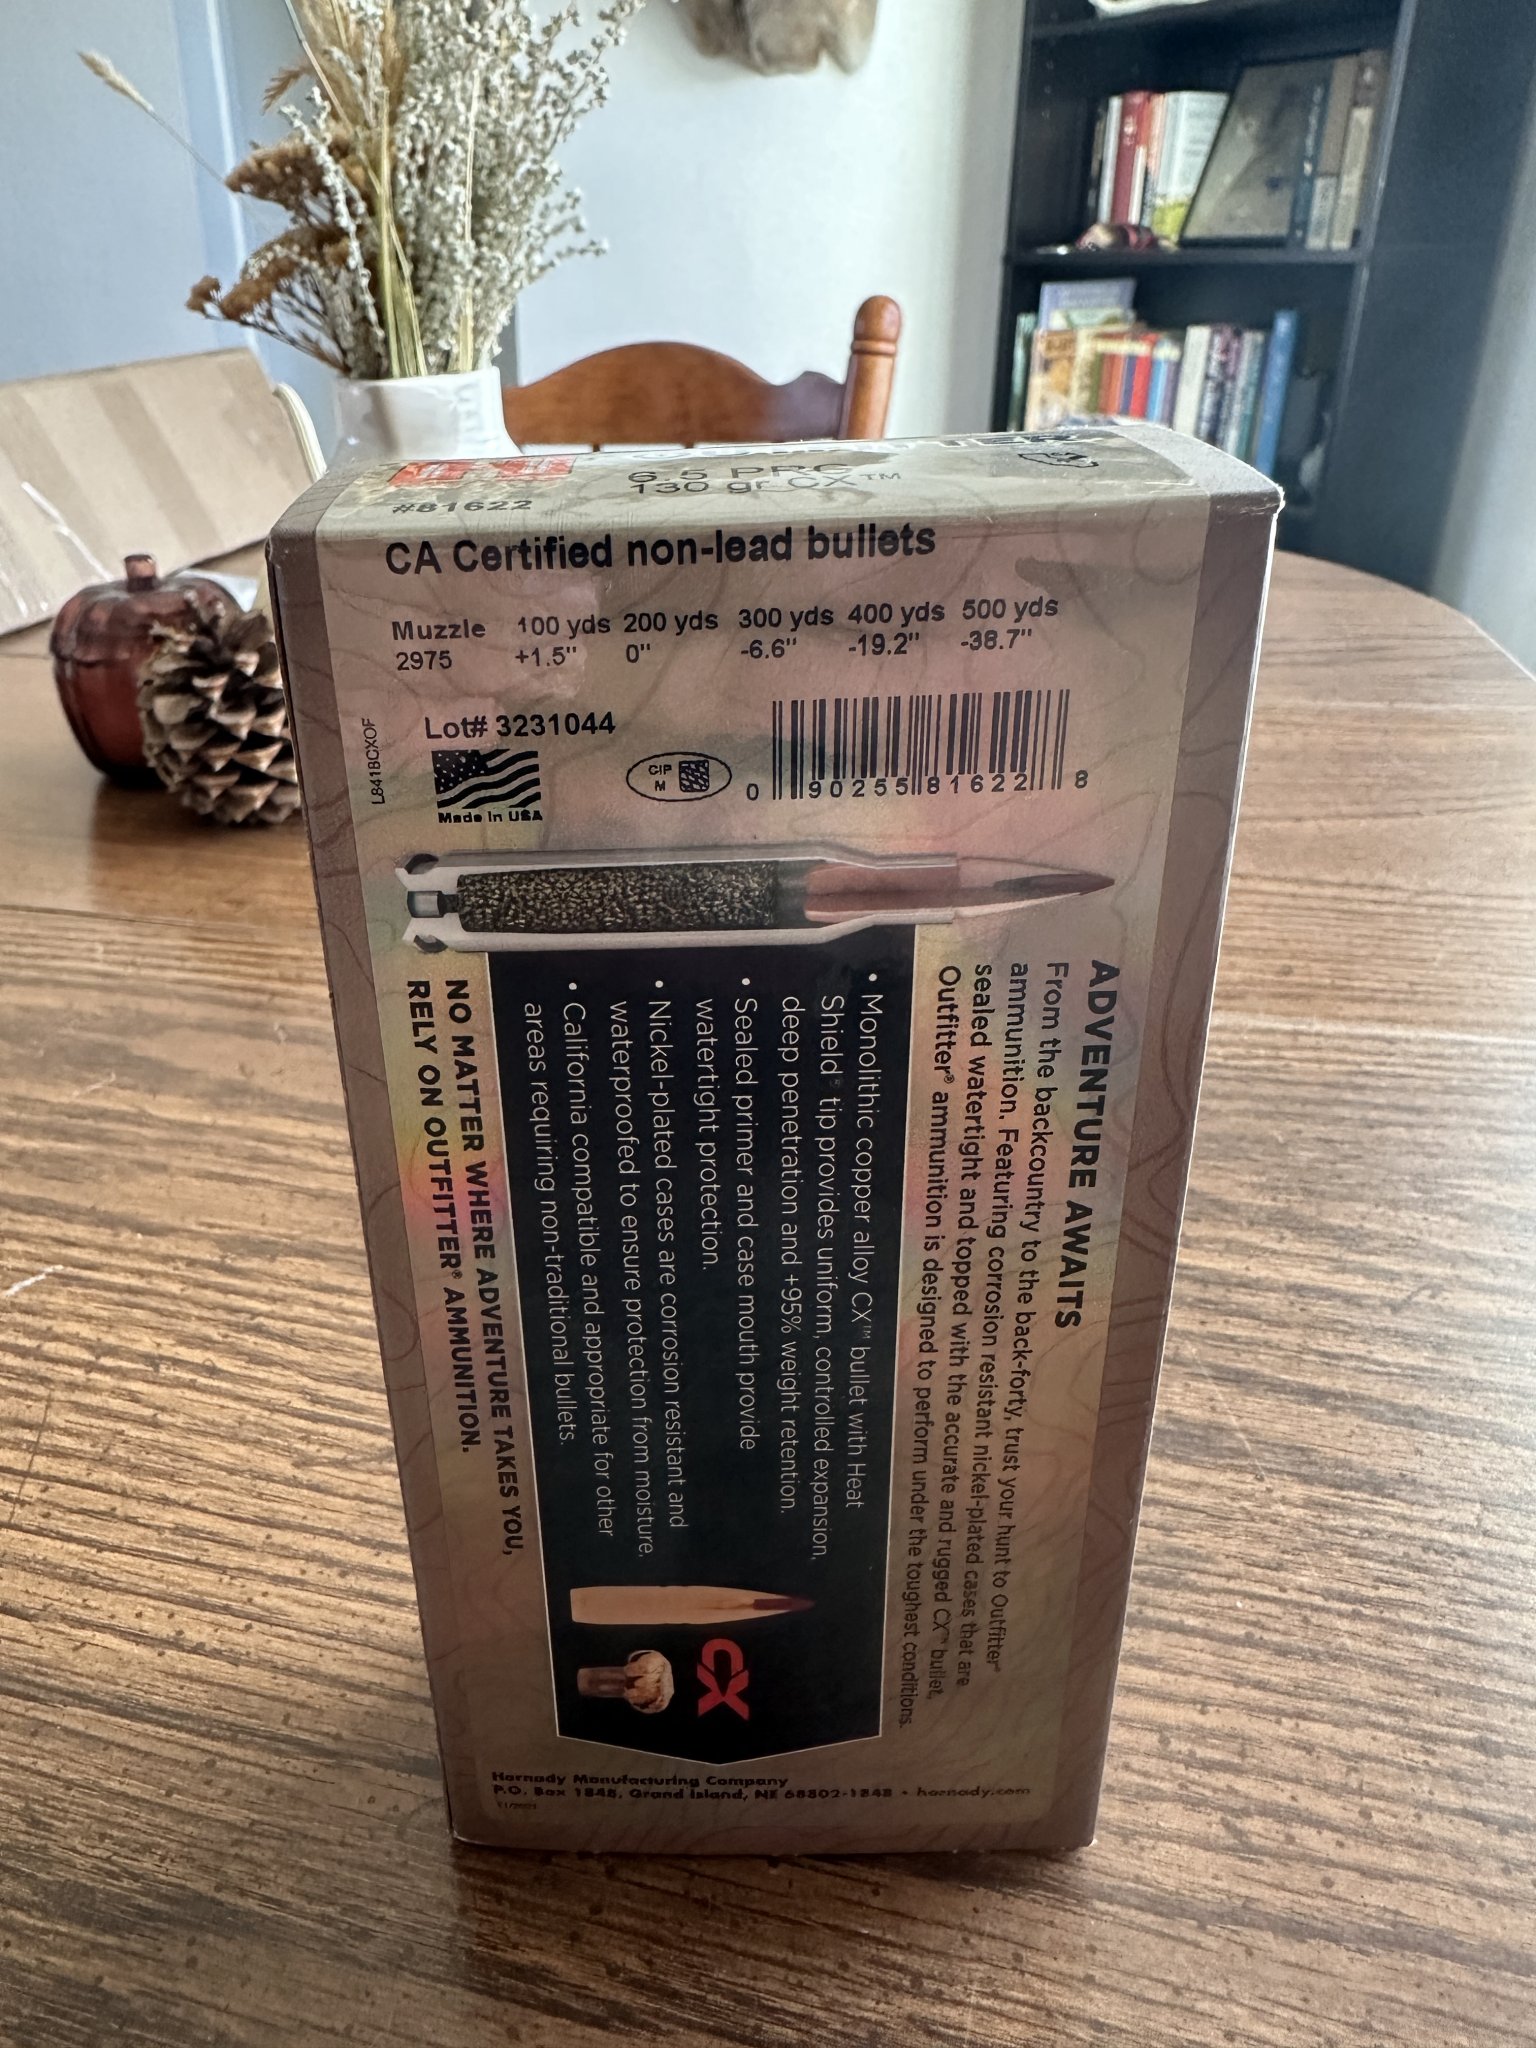 6.5 PRC
130 gr CX™
#81622
CA Certified non-lead bullets
Muzzle 100 yds 200 yds 300 yds 400 yds 500 yds
2975 +1.5" 0" -6.6" -19.2" -38.7"
Lot# 3231044
L841BCXOF
Made In USA
CIP
M
0 90255 81622 8
ADVENTURE AWAITS
From the backcountry to the back-forty, trust your hunt to Outfitter®
ammunition. Featuring corrosion resistant nickel-plated cases that are
sealed watertight and topped with the accurate and rugged CX™ bullet,
Outfitter® ammunition is designed to perform under the toughest conditions.
• Monolithic copper alloy CX™ bullet with Heat
Shield® tip provides uniform, controlled expansion,
deep penetration and +95% weight retention.
• Sealed primer and case mouth provide
watertight protection.
• Nickel-plated cases are corrosion resistant and
waterproofed to ensure protection from moisture.
• California compatible and appropriate for other
areas requiring non-traditional bullets.
CX
NO MATTER WHERE ADVENTURE TAKES YOU,
RELY ON OUTFITTER® AMMUNITION.
Hornady Manufacturing Company
P.O. Box 1848, Grand Island, NE 68802-1848 • hornady.com